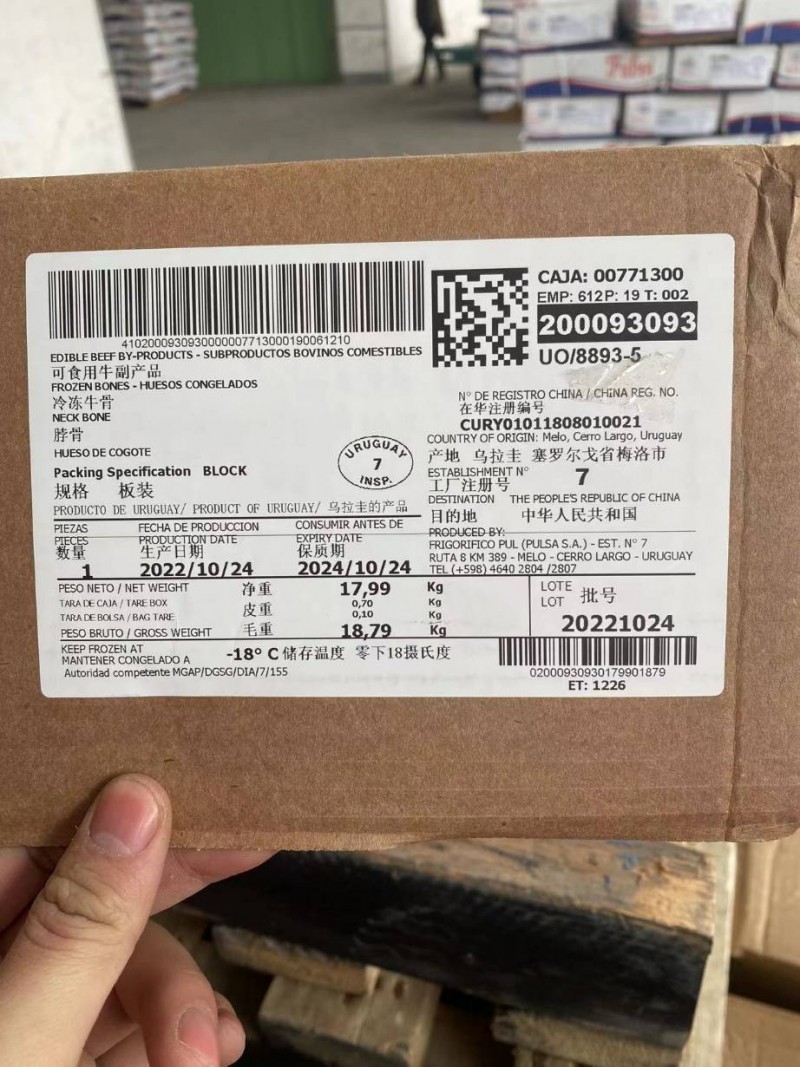 41020009309300000077130001900​61210
EDIBLE BEEF BY-PRODUCTS - SUBPRODUCTOS BOVINOS COMESTIBLES
可食用牛副产品
FROZEN BONES - HUESOS CONGELADOS
冷冻牛骨
NECK BONE
脖骨
HUESO DE COGOTE
Packing Specification BLOCK
规格 板装
URUGUAY
7
INSP.
PRODUCTO DE URUGUAY/ PRODUCT OF URUGUAY/ 乌拉圭的产品
CAJA: 00771300
EMP: 612P: 19 T: 002
200093093
UO/8893-5
N° DE REGISTRO CHINA / CHINA REG. NO.
在华注册编号
CURY01011808010021
COUNTRY OF ORIGIN: Melo, Cerro Largo, Uruguay
产地 乌拉圭 塞罗尔戈省梅洛市
ESTABLISHMENT N° 7
工厂注册号
DESTINATION THE PEOPLE'S REPUBLIC OF CHINA
目的地 中华人民共和国
PRODUCED BY:
FRIGORIFICO PUL (PULSA S.A.) - EST. N° 7
RUTA 8 KM 389 - MELO - CERRO LARGO - URUGUAY
TEL (+598) 4640 2804 /2807
PIEZAS FECHA DE PRODUCCION CONSUMIR ANTES DE
PIECES PRODUCTION DATE EXPIRY DATE
数量 生产日期 保质期
1 2022/10/24 2024/10/24
PESO NETO / NET WEIGHT 净重 17,99 Kg
TARA DE CAJA / TARE BOX 皮重 0,70 Kg
TARA DE BOLSA / BAG TARE 0,10 Kg
PESO BRUTO / GROSS WEIGHT 毛重 18,79 Kg
LOTE
LOT 批号
20221024
KEEP FROZEN AT
MANTENER CONGELADO A -18° C 储存温度 零下18摄氏度
Autoridad competente MGAP/DGSG/DIA/7/155
02000930930179901879
ET: 1226